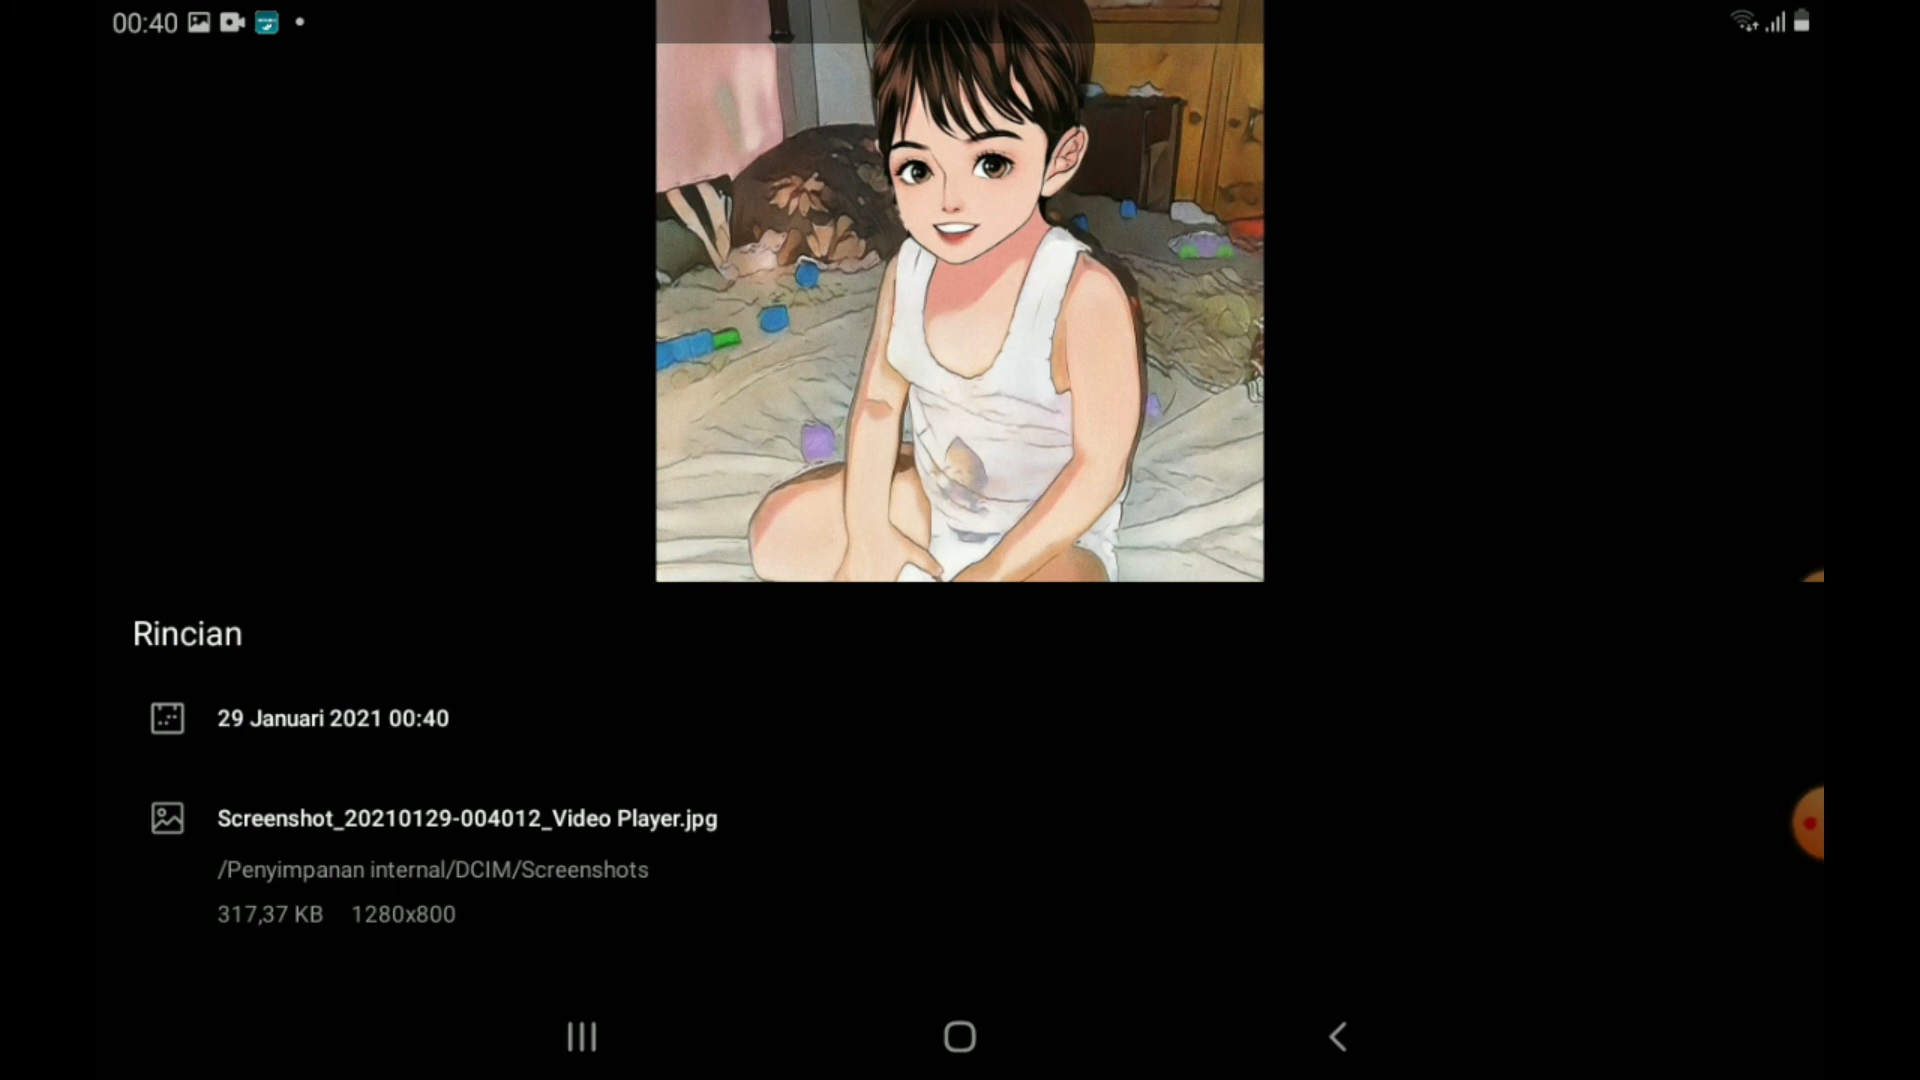 00:40
Rincian
29 Januari 2021 00:40
Screenshot_20210129-004012_Video Player.jpg
/Penyimpanan internal/DCIM/Screenshots
317,37 KB 1280x800